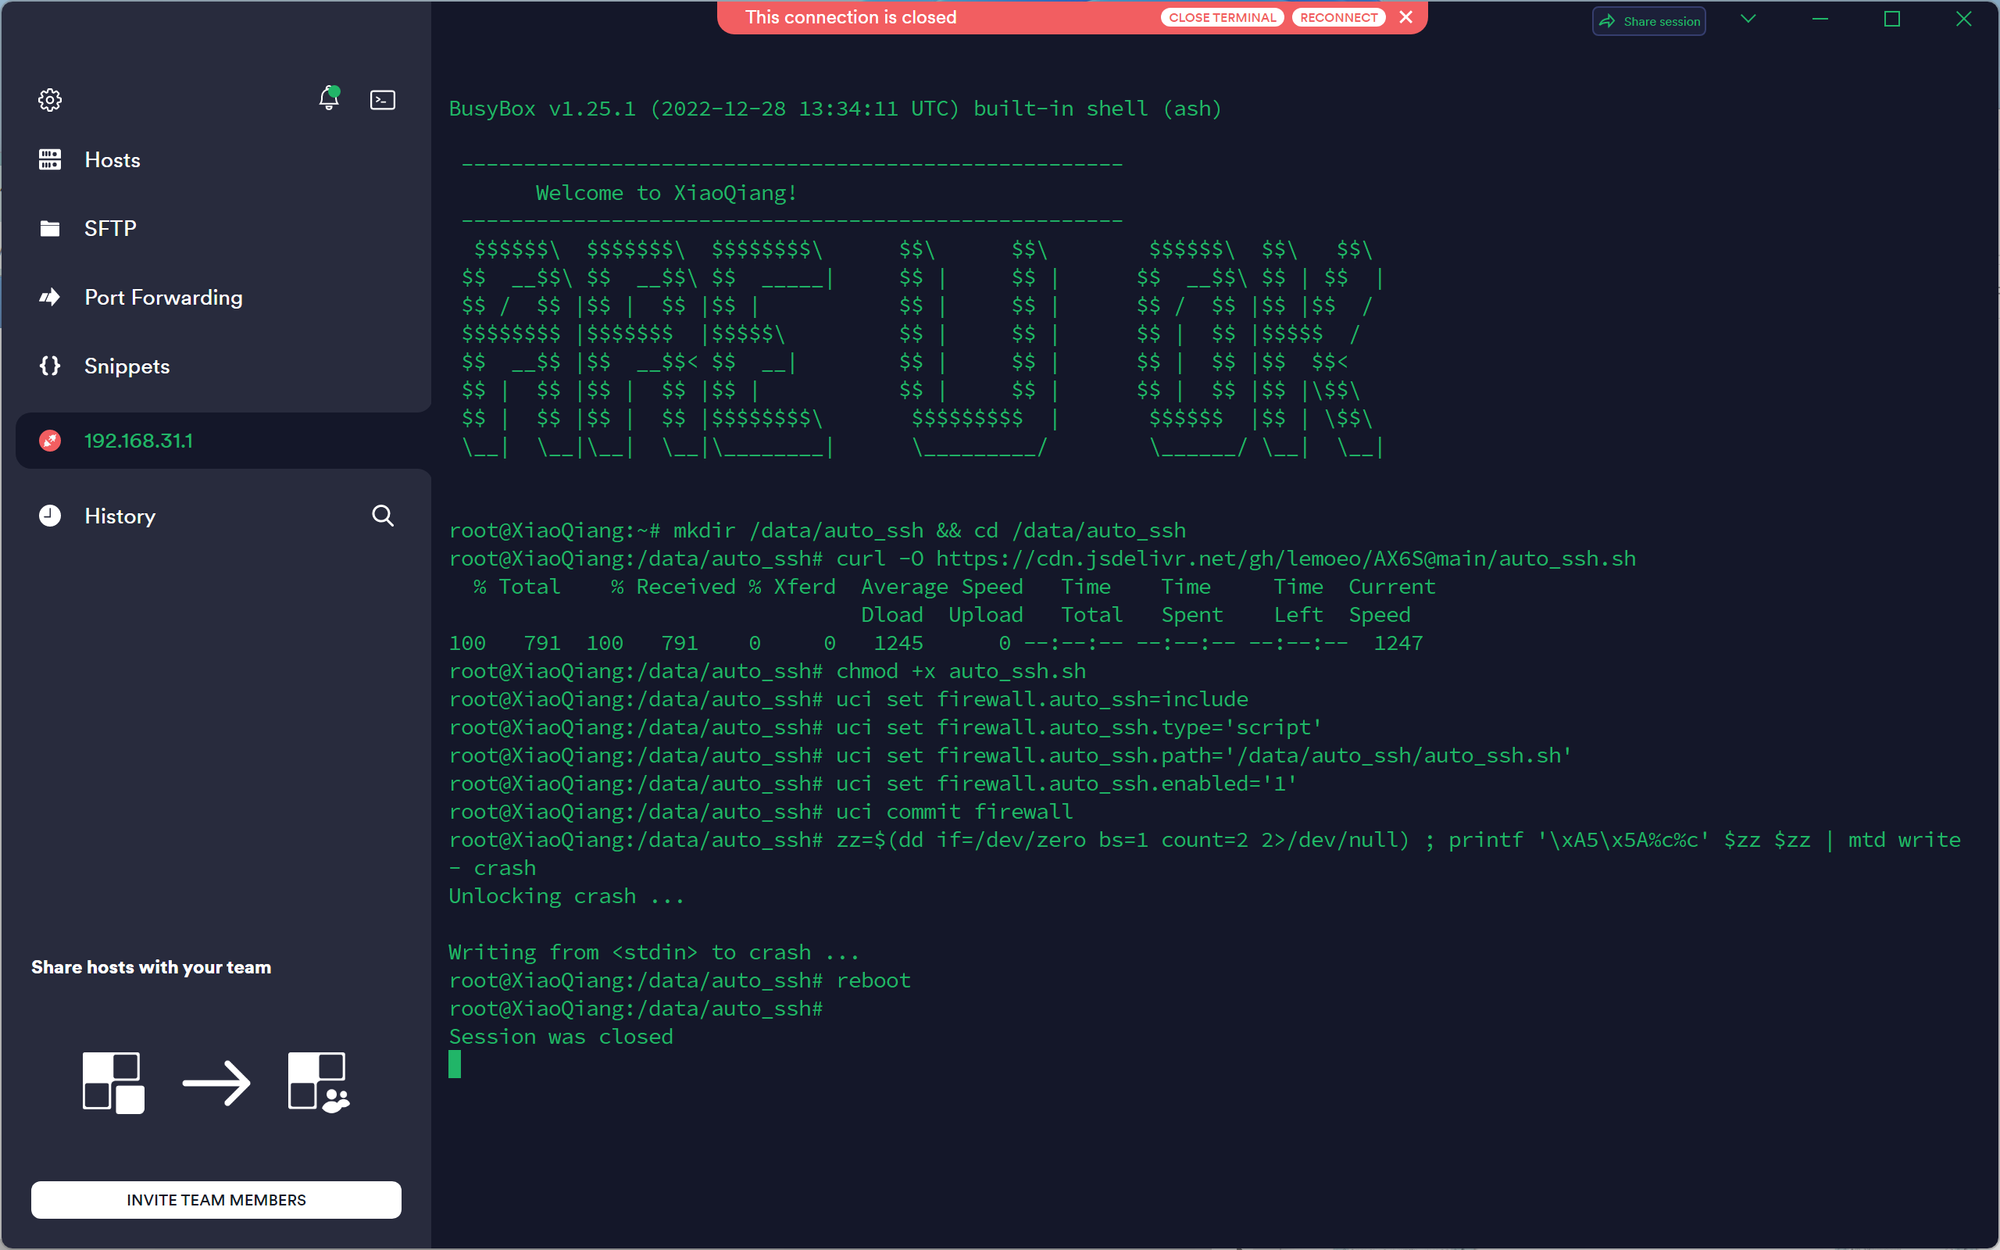 This connection is closed
CLOSE TERMINAL
RECONNECT
Share session
Hosts
SFTP
Port Forwarding
Snippets
192.168.31.1
History
Share hosts with your team
INVITE TEAM MEMBERS
BusyBox v1.25.1 (2022-12-28 13:34:11 UTC) built-in shell (ash)
-----------------------------------------------------
Welcome to XiaoQiang!
-----------------------------------------------------
  $$$$$$\  $$$$$$$\  $$$$$$$$\      $$\      $$\        $$$$$$\  $$\   $$\
 $$  __$$\ $$  __$$\ $$  _____|     $$ |     $$ |      $$  __$$\ $$ | $$  |
 $$ /  $$ |$$ |  $$ |$$ |           $$ |     $$ |      $$ /  $$ |$$ |$$  /
 $$$$$$$$ |$$$$$$$  |$$$$$\         $$ |     $$ |      $$ |  $$ |$$$$$  /
 $$  __$$ |$$  __$$< $$  __|        $$ |     $$ |      $$ |  $$ |$$  $$<
 $$ |  $$ |$$ |  $$ |$$ |           $$ |     $$ |      $$ |  $$ |$$ |\$$\
 $$ |  $$ |$$ |  $$ |$$$$$$$$\       $$$$$$$$$  |       $$$$$$  |$$ | \$$\
 \__|  \__|\__|  \__|\________|      \_________/        \______/ \__|  \__|
root@XiaoQiang:~# mkdir /data/auto_ssh && cd /data/auto_ssh
root@XiaoQiang:/data/auto_ssh# curl -O https://cdn.jsdelivr.net/gh/lemoeo/AX6S@main/auto_ssh.sh
  % Total    % Received % Xferd  Average Speed   Time    Time     Time  Current
                                 Dload  Upload   Total   Spent    Left  Speed
100   791  100   791    0     0   1245      0 --:--:-- --:--:-- --:--:--  1247
root@XiaoQiang:/data/auto_ssh# chmod +x auto_ssh.sh
root@XiaoQiang:/data/auto_ssh# uci set firewall.auto_ssh=include
root@XiaoQiang:/data/auto_ssh# uci set firewall.auto_ssh.type='script'
root@XiaoQiang:/data/auto_ssh# uci set firewall.auto_ssh.path='/data/auto_ssh/auto_ssh.sh'
root@XiaoQiang:/data/auto_ssh# uci set firewall.auto_ssh.enabled='1'
root@XiaoQiang:/data/auto_ssh# uci commit firewall
root@XiaoQiang:/data/auto_ssh# zz=$(dd if=/dev/zero bs=1 count=2 2>/dev/null) ; printf '\xA5\x5A%c%c' $zz $zz | mtd write
- crash
Unlocking crash ...
Writing from <stdin> to crash ...
root@XiaoQiang:/data/auto_ssh# reboot
root@XiaoQiang:/data/auto_ssh#
Session was closed